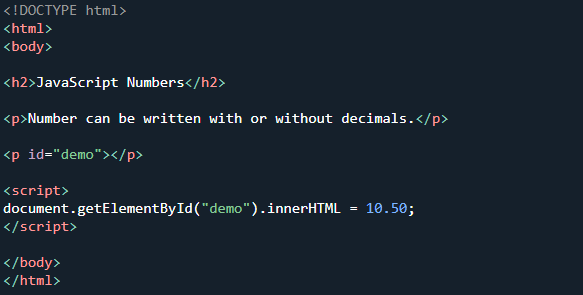 <!DOCTYPE html>
<html>
<body>
<h2>JavaScript Numbers</h2>
<p>Number can be written with or without decimals.</p>
<p id="demo"></p>
<script>
document.getElementById("demo").innerHTML = 10.50;
</script>
</body>
</html>